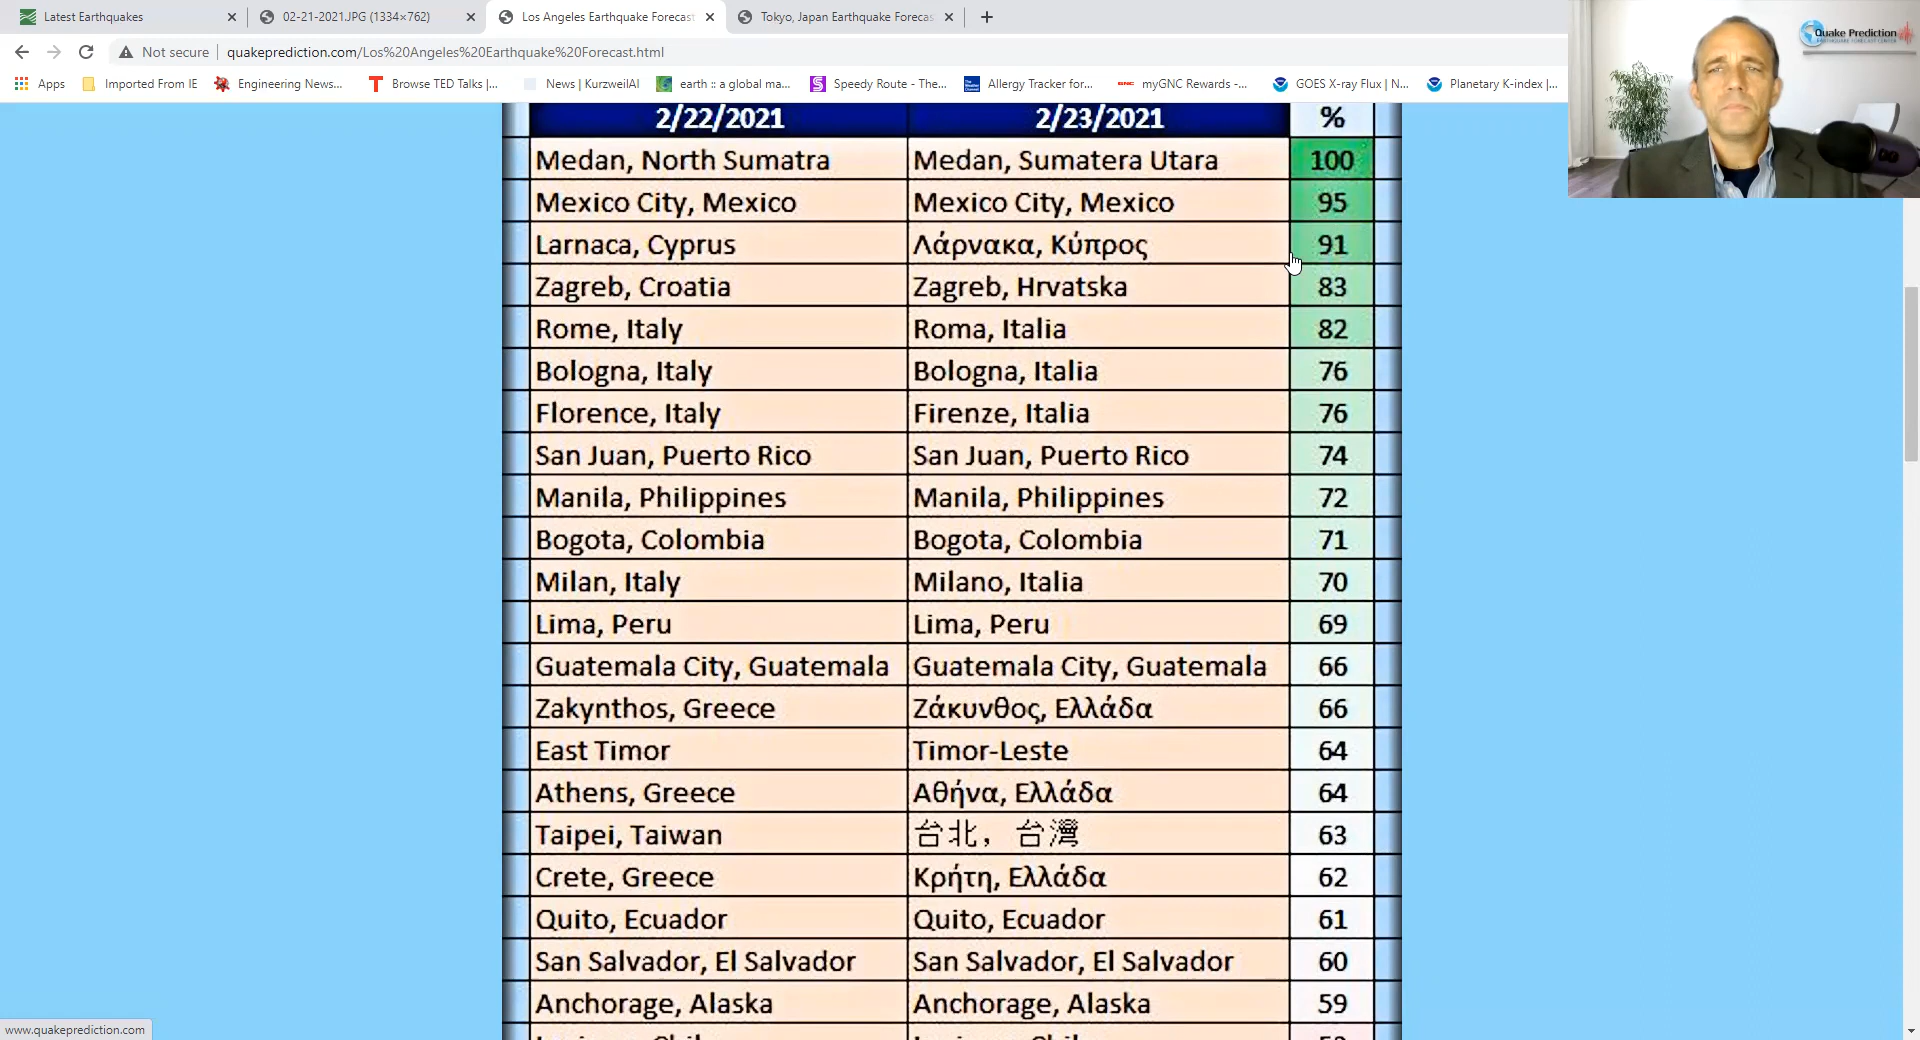 Latest Earthquakes
02-21-2021.JPG (1334×762)
Los Angeles Earthquake Forecast
Tokyo, Japan Earthquake Forecas
Not secure
quakeprediction.com/Los%20Angeles%20Earthquake%20Forecast.html
Apps
Imported From IE
Engineering News...
Browse TED Talks |...
News | KurzweilAI
earth :: a global ma...
Speedy Route - The...
Allergy Tracker for...
myGNC Rewards -...
GOES X-ray Flux | N...
Planetary K-index |...
Quake Prediction
2/22/2021 2/23/2021 %
Medan, North Sumatra Medan, Sumatera Utara 100
Mexico City, Mexico Mexico City, Mexico 95
Larnaca, Cyprus Λάρνακα, Κύπρος 91
Zagreb, Croatia Zagreb, Hrvatska 83
Rome, Italy Roma, Italia 82
Bologna, Italy Bologna, Italia 76
Florence, Italy Firenze, Italia 76
San Juan, Puerto Rico San Juan, Puerto Rico 74
Manila, Philippines Manila, Philippines 72
Bogota, Colombia Bogota, Colombia 71
Milan, Italy Milano, Italia 70
Lima, Peru Lima, Peru 69
Guatemala City, Guatemala Guatemala City, Guatemala 66
Zakynthos, Greece Ζάκυνθος, Ελλάδα 66
East Timor Timor-Leste 64
Athens, Greece Αθήνα, Ελλάδα 64
Taipei, Taiwan 台北，台灣 63
Crete, Greece Κρήτη, Ελλάδα 62
Quito, Ecuador Quito, Ecuador 61
San Salvador, El Salvador San Salvador, El Salvador 60
Anchorage, Alaska Anchorage, Alaska 59
www.quakeprediction.com